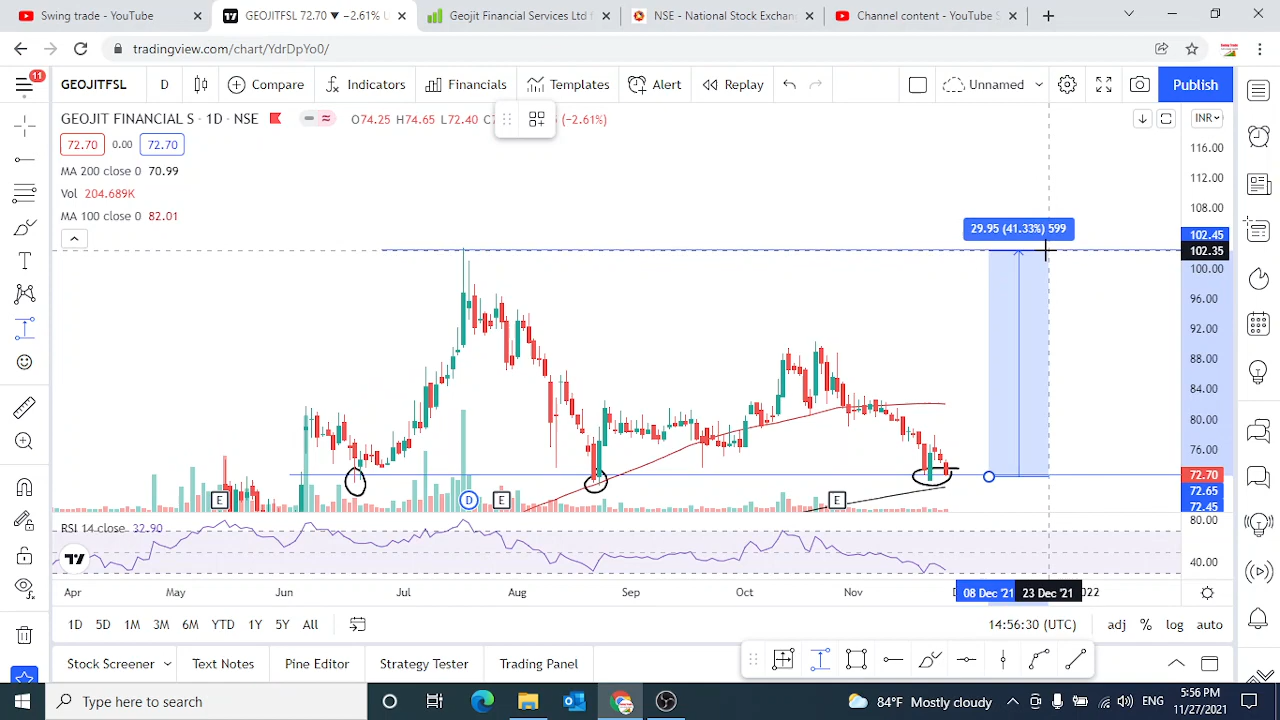 Swing trade - YouTube
GEOJITFSL 72.70 ▼ −2.61% U
Geojit Financial Services Ltd f
NSE - National Stock Exchan
Channel content - YouTube S
tradingview.com/chart/YdrDpYo0/
11
GEOJITFSL
D
Compare
Indicators
Financials
Templates
Alert
Replay
Unnamed
Publish
GEOJIT FINANCIAL S · 1D · NSE
O74.25 H74.65 L72.40 C7
(−2.61%)
INR
72.70 0.00 72.70
MA 200 close 0 70.99
Vol 204.689K
MA 100 close 0 82.01
116.00
112.00
108.00
102.45
102.35
100.00
96.00
92.00
88.00
84.00
80.00
76.00
72.70
72.65
72.45
29.95 (41.33%) 599
E
D
E
E
RSI 14 close 32.90
80.00
40.00
Apr May Jun Jul Aug Sep Oct Nov 08 Dec '21 23 Dec '21 2022
1D 5D 1M 3M 6M YTD 1Y 5Y All
14:56:30 (UTC) adj % log auto
Stock Screener Text Notes Pine Editor Strategy Tester Trading Panel
Type here to search
84°F Mostly cloudy
ENG
5:56 PM
11/27/2021